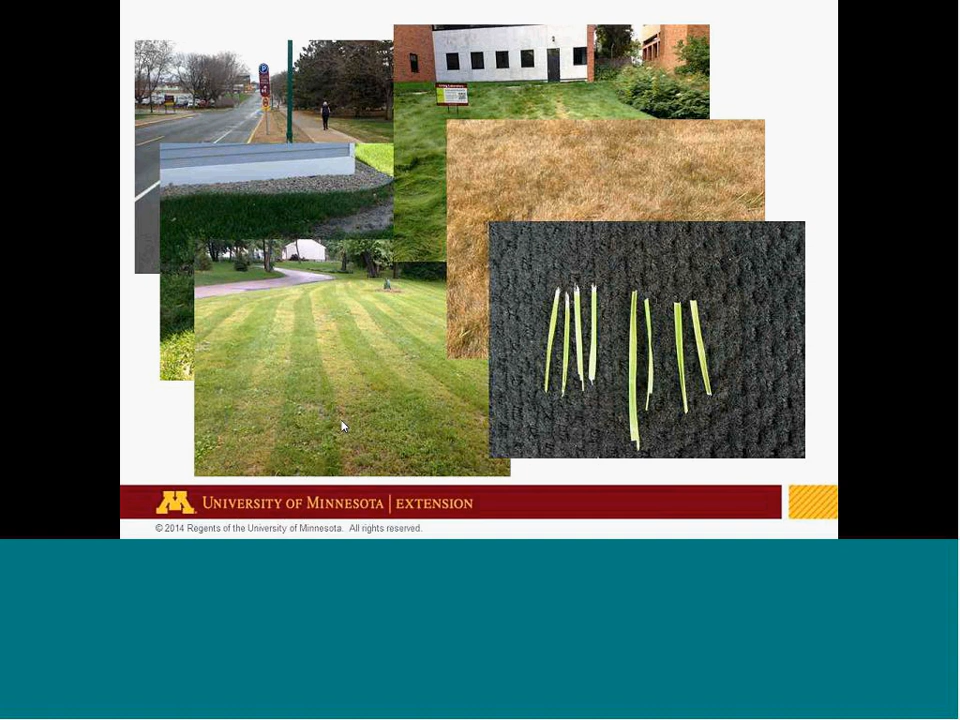 UNIVERSITY OF MINNESOTA | EXTENSION
© 2014 Regents of the University of Minnesota. All rights reserved.